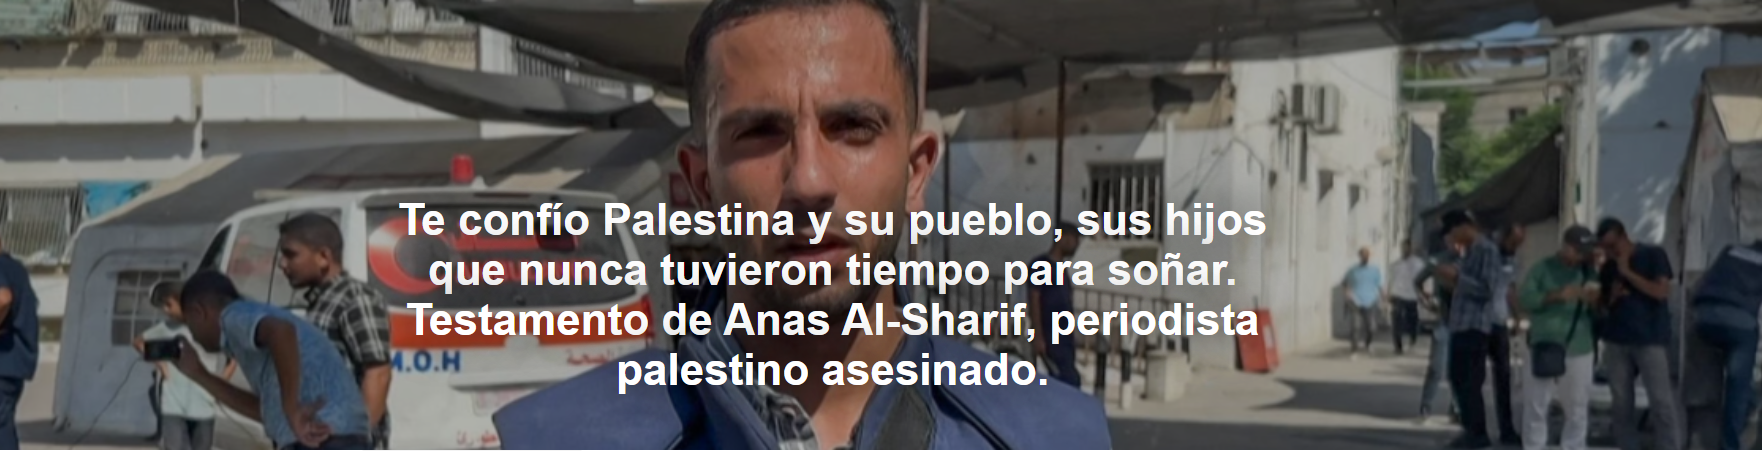 Te confío Palestina y su pueblo, sus hijos
que nunca tuvieron tiempo para soñar.
Testamento de Anas Al-Sharif, periodista
palestino asesinado.
M.O.H